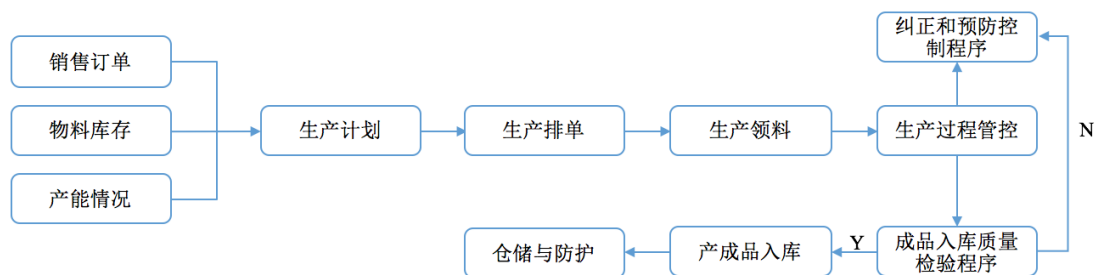 销售订单
物料库存
产能情况
生产计划
生产排单
生产领料
生产过程管控
纠正和预防控
制程序
N
成品入库质量
检验程序
Y
产成品入库
仓储与防护